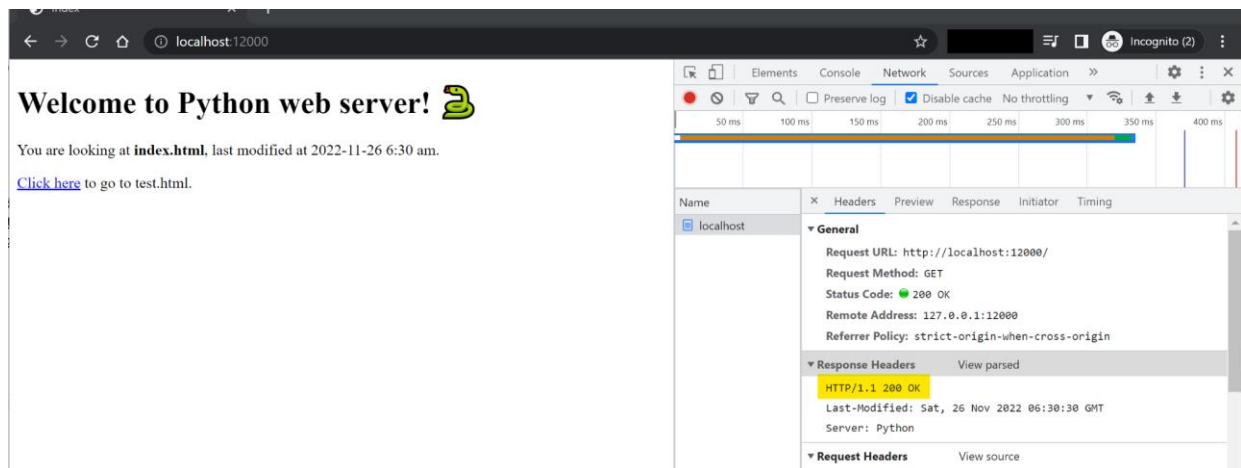 Index
localhost:12000
Incognito (2)
Welcome to Python web server!
You are looking at index.html, last modified at 2022-11-26 6:30 am.
Click here to go to test.html.
Elements Console Network Sources Application »
Preserve log Disable cache No throttling
50 ms 100 ms 150 ms 200 ms 250 ms 300 ms 350 ms 400 ms
Name
localhost
× Headers Preview Response Initiator Timing
General
Request URL: http://localhost:12000/
Request Method: GET
Status Code: 200 OK
Remote Address: 127.0.0.1:12000
Referrer Policy: strict-origin-when-cross-origin
Response Headers View parsed
HTTP/1.1 200 OK
Last-Modified: Sat, 26 Nov 2022 06:30:30 GMT
Server: Python
Request Headers View source